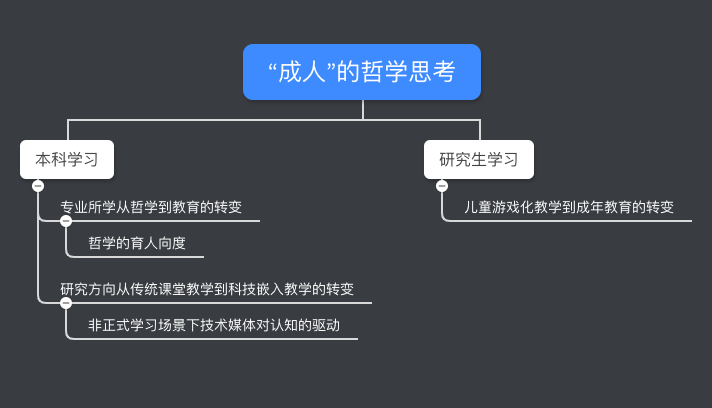 “成人”的哲学思考
本科学习
研究生学习
专业所学从哲学到教育的转变
儿童游戏化教学到成年教育的转变
哲学的育人向度
研究方向从传统课堂教学到科技嵌入教学的转变
非正式学习场景下技术媒体对认知的驱动